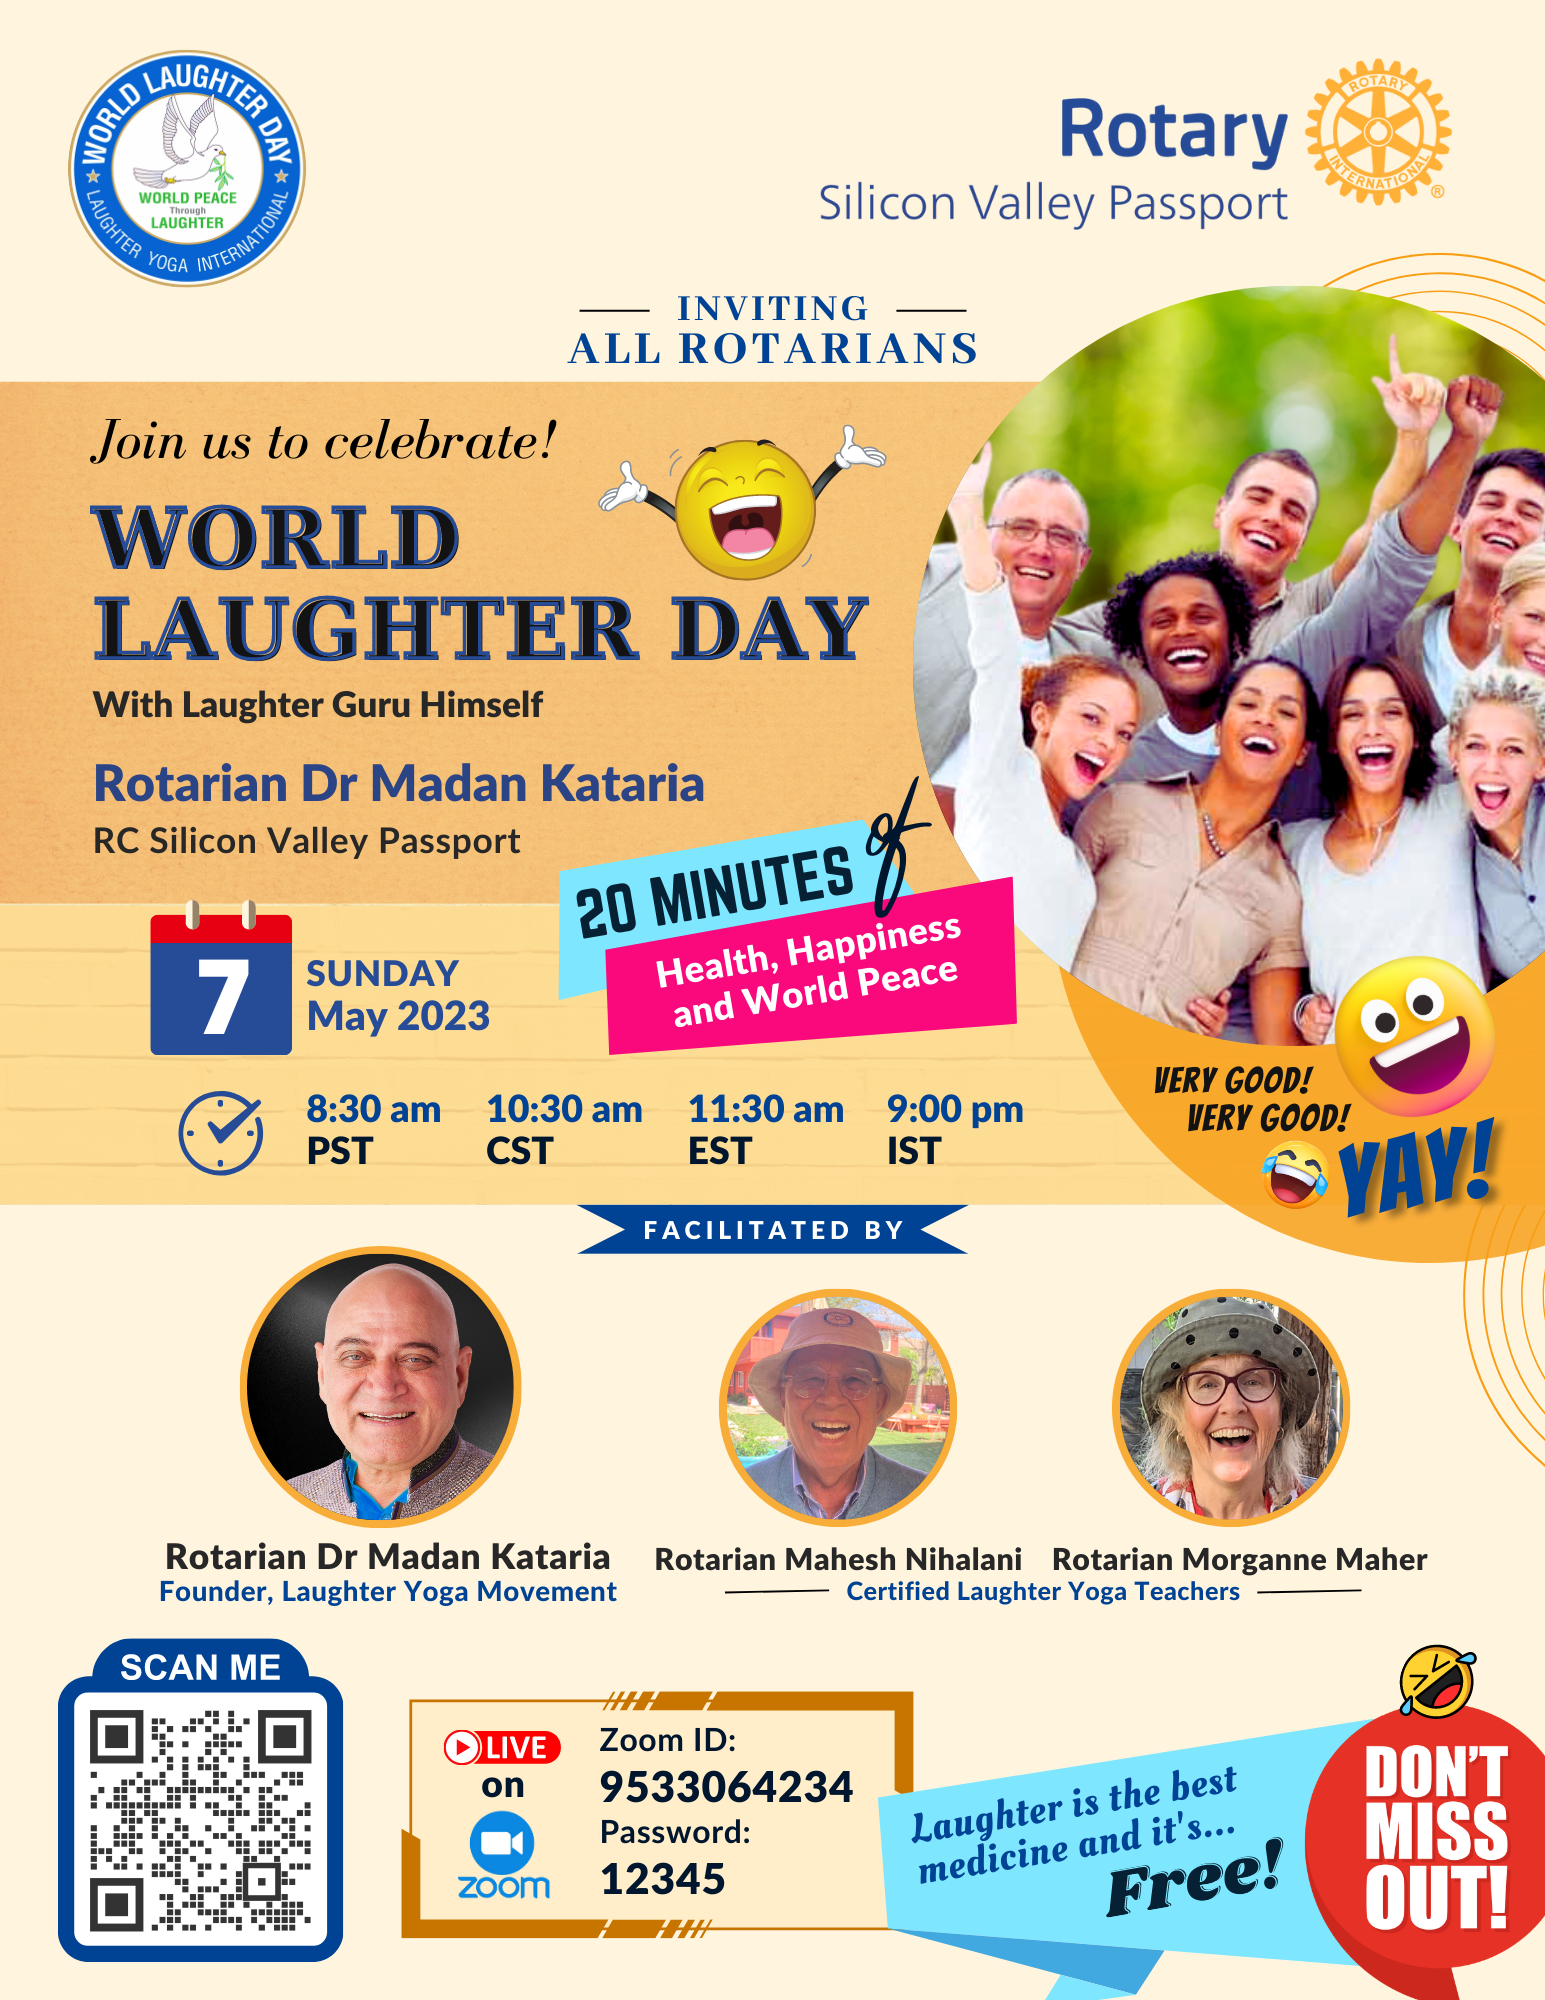 WORLD LAUGHTER DAY
WORLD PEACE
Through
LAUGHTER
LAUGHTER YOGA INTERNATIONAL
Rotary
Silicon Valley Passport
ROTARY
INTERNATIONAL
®
INVITING
ALL ROTARIANS
Join us to celebrate!
WORLD
LAUGHTER DAY
With Laughter Guru Himself
Rotarian Dr Madan Kataria
RC Silicon Valley Passport
20 MINUTES of
Health, Happiness
and World Peace
7
SUNDAY
May 2023
8:30 am 10:30 am 11:30 am 9:00 pm
PST CST EST IST
VERY GOOD!
VERY GOOD!
YAY!
FACILITATED BY
Rotarian Dr Madan Kataria
Founder, Laughter Yoga Movement
Rotarian Mahesh Nihalani Rotarian Morganne Maher
Certified Laughter Yoga Teachers
SCAN ME
LIVE
on
zoom
Zoom ID:
9533064234
Password:
12345
Laughter is the best
medicine and it's...
Free!
DON'T
MISS
OUT!